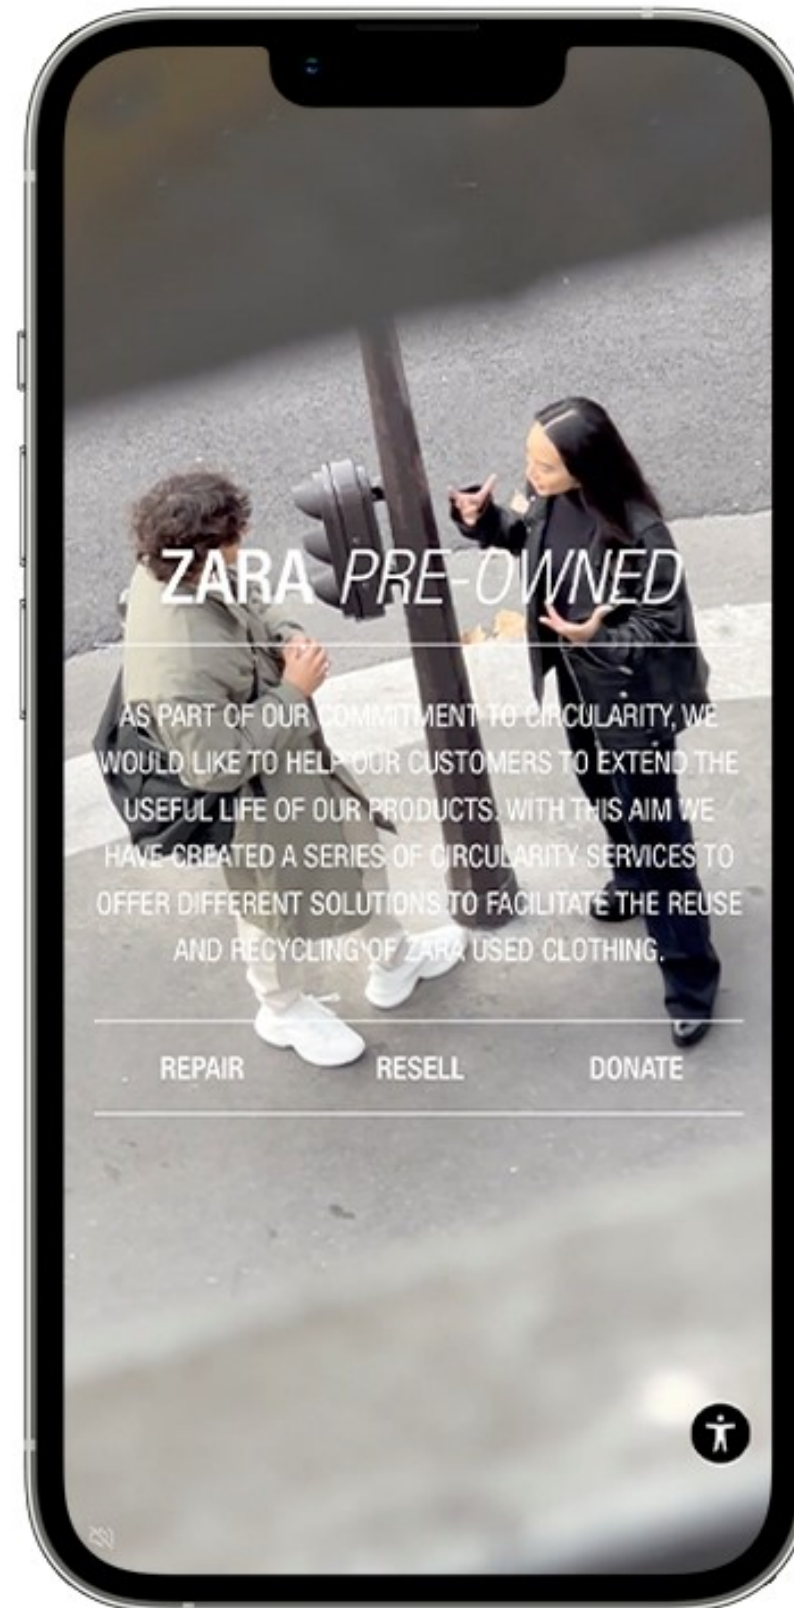 ZARA PRE-OWNED
AS PART OF OUR COMMITMENT TO CIRCULARITY, WE
WOULD LIKE TO HELP OUR CUSTOMERS TO EXTEND THE
USEFUL LIFE OF OUR PRODUCTS. WITH THIS AIM WE
HAVE CREATED A SERIES OF CIRCULARITY SERVICES TO
OFFER DIFFERENT SOLUTIONS TO FACILITATE THE REUSE
AND RECYCLING OF ZARA USED CLOTHING.
REPAIR RESELL DONATE